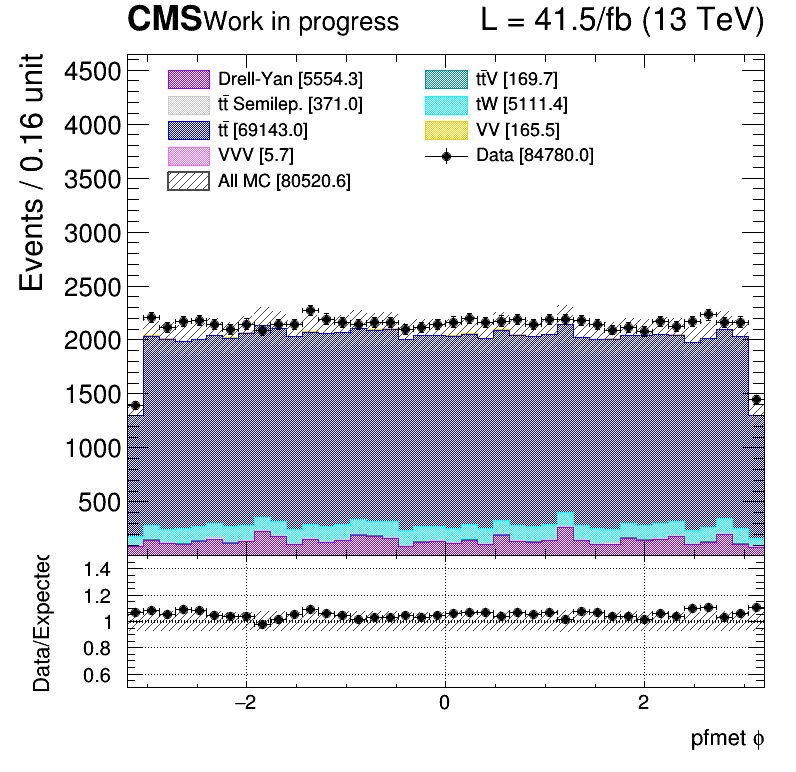 CMS Work in progress L = 41.5/fb (13 TeV)
Events / 0.16 unit
4500
4000
3500
3000
2500
2000
1500
1000
500
Drell-Yan [5554.3]
tt̄ Semilep. [371.0]
tt̄ [69143.0]
VVV [5.7]
All MC [80520.6]
tt̄V [169.7]
tW [5111.4]
VV [165.5]
Data [84780.0]
Data/Expected
1.4
1.2
1
0.8
0.6
−2 0 2
pfmet ϕ